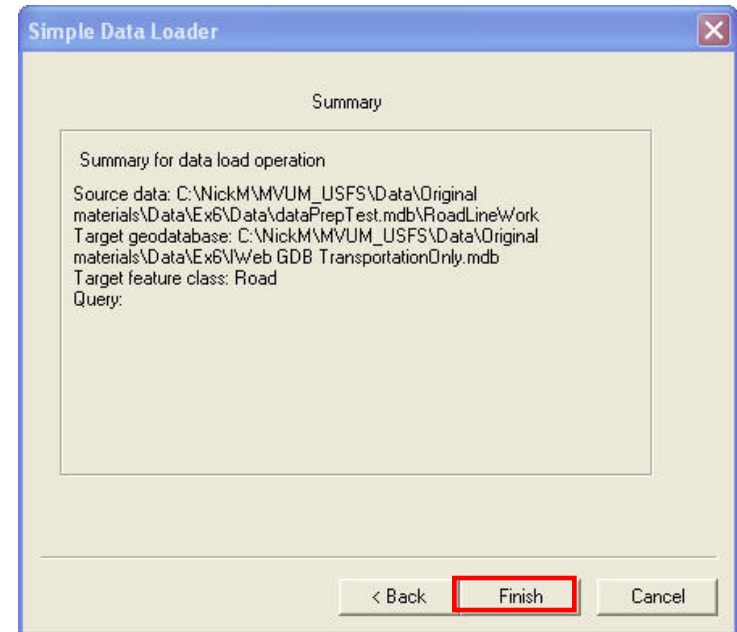 Simple Data Loader
Summary
Summary for data load operation
Source data: C:\NickM\MVUM_USFS\Data\Original
materials\Data\Ex6\Data\dataPrepTest.mdb\RoadLineWork
Target geodatabase: C:\NickM\MVUM_USFS\Data\Original
materials\Data\Ex6\IWeb GDB TransportationOnly.mdb
Target feature class: Road
Query:
< Back Finish Cancel